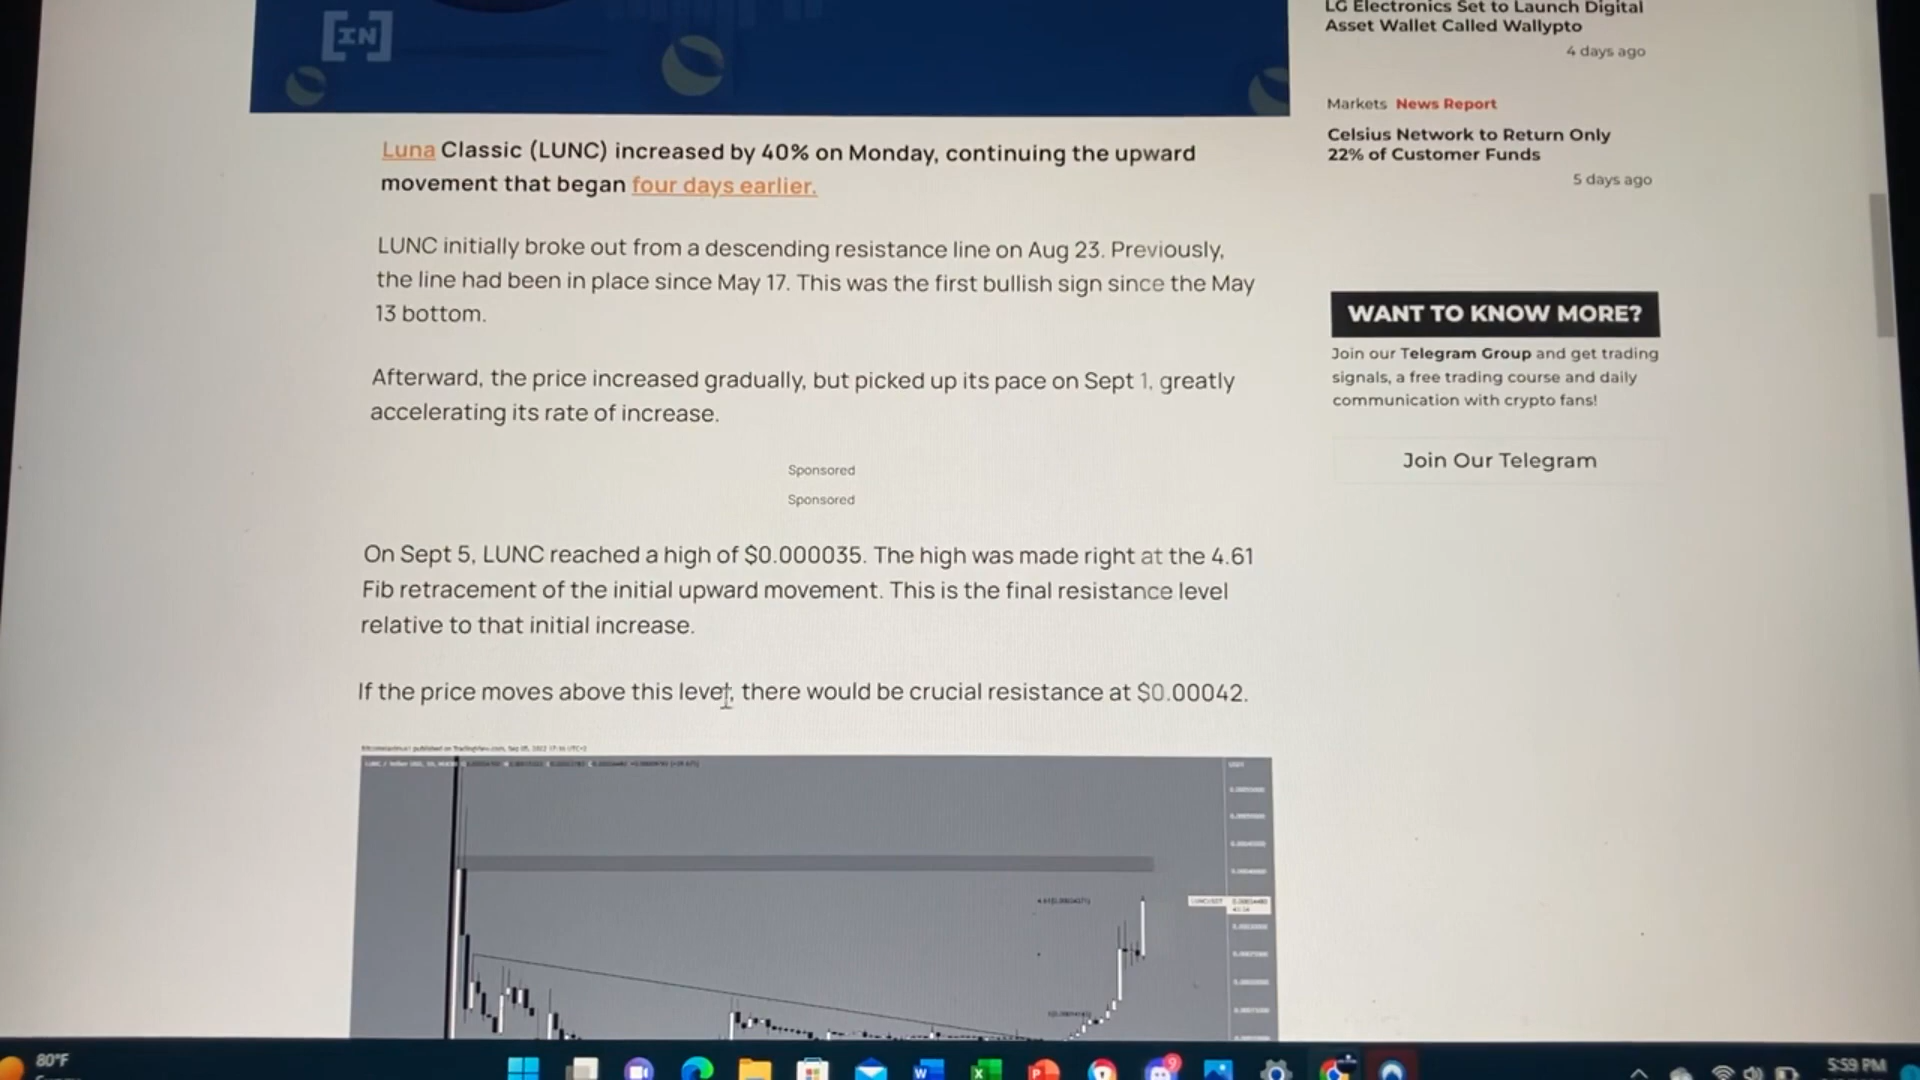 LG Electronics Set to Launch Digital
Asset Wallet Called Wallypto
4 days ago
[IN]
Markets News Report
Celsius Network to Return Only
22% of Customer Funds
5 days ago
Luna Classic (LUNC) increased by 40% on Monday, continuing the upward
movement that began four days earlier.
LUNC initially broke out from a descending resistance line on Aug 23. Previously,
the line had been in place since May 17. This was the first bullish sign since the May
13 bottom.
Afterward, the price increased gradually, but picked up its pace on Sept 1, greatly
accelerating its rate of increase.
Sponsored
Sponsored
On Sept 5, LUNC reached a high of $0.000035. The high was made right at the 4.61
Fib retracement of the initial upward movement. This is the final resistance level
relative to that initial increase.
If the price moves above this level, there would be crucial resistance at $0.00042.
WANT TO KNOW MORE?
Join our Telegram Group and get trading
signals, a free trading course and daily
communication with crypto fans!
Join Our Telegram
80°F
9
5:59 PM